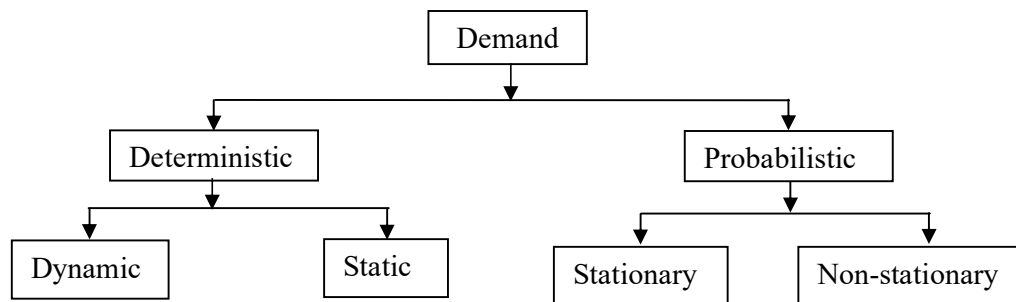 Demand
Deterministic
Probabilistic
Dynamic
Static
Stationary
Non-stationary